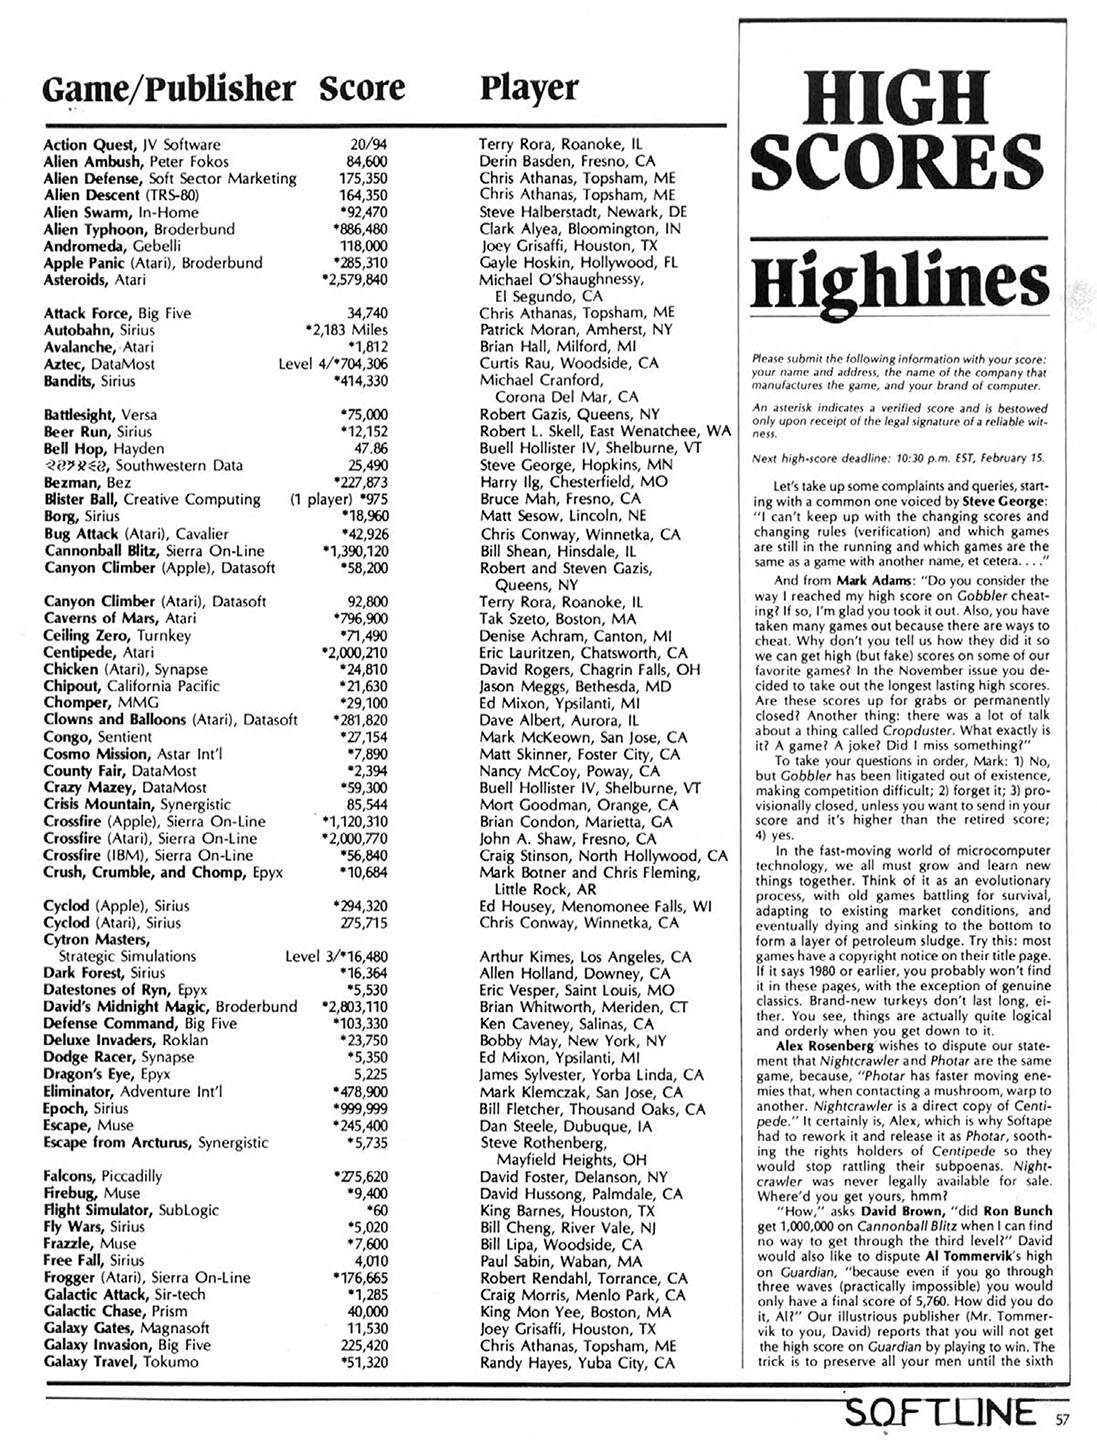 Game/Publisher Score Player
Action Quest, JV Software 20/94 Terry Rora, Roanoke, IL
Alien Ambush, Peter Fokos 84,600 Derin Basden, Fresno, CA
Alien Defense, Soft Sector Marketing 175,350 Chris Athanas, Topsham, ME
Alien Descent (TRS-80) 164,350 Chris Athanas, Topsham, ME
Alien Swarm, In-Home *92,470 Steve Halberstadt, Newark, DE
Alien Typhoon, Broderbund *886,480 Clark Alyea, Bloomington, IN
Andromeda, Gebelli 118,000 Joey Grisaffi, Houston, TX
Apple Panic (Atari), Broderbund *285,310 Gayle Hoskin, Hollywood, FL
Asteroids, Atari *2,579,840 Michael O'Shaughnessy,
El Segundo, CA
Attack Force, Big Five 34,740 Chris Athanas, Topsham, ME
Autobahn, Sirius *2,183 Miles Patrick Moran, Amherst, NY
Avalanche, Atari *1,812 Brian Hall, Milford, MI
Aztec, DataMost Level 4/*704,306 Curtis Rau, Woodside, CA
Bandits, Sirius *414,330 Michael Cranford,
Corona Del Mar, CA
Battlesight, Versa *75,000 Robert Gazis, Queens, NY
Beer Run, Sirius *12,152 Robert L. Skell, East Wenatchee, WA
Bell Hop, Hayden 47.86 Buell Hollister IV, Shelburne, VT
, Southwestern Data 25,490 Steve George, Hopkins, MN
Bezman, Bez *227,873 Harry Ilg, Chesterfield, MO
Blister Ball, Creative Computing (1 player) *975 Bruce Mah, Fresno, CA
Borg, Sirius *18,960 Matt Sesow, Lincoln, NE
Bug Attack (Atari), Cavalier *42,926 Chris Conway, Winnetka, CA
Cannonball Blitz, Sierra On-Line *1,390,120 Bill Shean, Hinsdale, IL
Canyon Climber (Apple), Datasoft *58,200 Robert and Steven Gazis,
Queens, NY
Canyon Climber (Atari), Datasoft 92,800 Terry Rora, Roanoke, IL
Caverns of Mars, Atari *796,900 Tak Szeto, Boston, MA
Ceiling Zero, Turnkey *71,490 Denise Achram, Canton, MI
Centipede, Atari *2,000,210 Eric Lauritzen, Chatsworth, CA
Chicken (Atari), Synapse *24,810 David Rogers, Chagrin Falls, OH
Chipout, California Pacific *21,630 Jason Meggs, Bethesda, MD
Chomper, MMG *29,100 Ed Mixon, Ypsilanti, MI
Clowns and Balloons (Atari), Datasoft *281,820 Dave Albert, Aurora, IL
Congo, Sentient *27,154 Mark McKeown, San Jose, CA
Cosmo Mission, Astar Int'l *7,890 Matt Skinner, Foster City, CA
County Fair, DataMost *2,394 Nancy McCoy, Poway, CA
Crazy Mazey, DataMost *59,300 Buell Hollister IV, Shelburne, VT
Crisis Mountain, Synergistic 85,544 Mort Goodman, Orange, CA
Crossfire (Apple), Sierra On-Line *1,120,310 Brian Condon, Marietta, GA
Crossfire (Atari), Sierra On-Line *2,000,770 John A. Shaw, Fresno, CA
Crossfire (IBM), Sierra On-Line *56,840 Craig Stinson, North Hollywood, CA
Crush, Crumble, and Chomp, Epyx *10,684 Mark Botner and Chris Fleming,
Little Rock, AR
Cyclod (Apple), Sirius *294,320 Ed Housey, Menomonee Falls, WI
Cyclod (Atari), Sirius 275,715 Chris Conway, Winnetka, CA
Cytron Masters,
Strategic Simulations Level 3/*16,480 Arthur Kimes, Los Angeles, CA
Dark Forest, Sirius *16,364 Allen Holland, Downey, CA
Datestones of Ryn, Epyx *5,530 Eric Vesper, Saint Louis, MO
David's Midnight Magic, Broderbund *2,803,110 Brian Whitworth, Meriden, CT
Defense Command, Big Five *103,330 Ken Caveney, Salinas, CA
Deluxe Invaders, Roklan *23,750 Bobby May, New York, NY
Dodge Racer, Synapse *5,350 Ed Mixon, Ypsilanti, MI
Dragon's Eye, Epyx 5,225 James Sylvester, Yorba Linda, CA
Eliminator, Adventure Int'l *478,900 Mark Klemczak, San Jose, CA
Epoch, Sirius *999,999 Bill Fletcher, Thousand Oaks, CA
Escape, Muse *245,400 Dan Steele, Dubuque, IA
Escape from Arcturus, Synergistic *5,735 Steve Rothenberg,
Mayfield Heights, OH
Falcons, Piccadilly *275,620 David Foster, Delanson, NY
Firebug, Muse *9,400 David Hussong, Palmdale, CA
Flight Simulator, SubLogic *60 King Barnes, Houston, TX
Fly Wars, Sirius *5,020 Bill Cheng, River Vale, NJ
Frazzle, Muse *7,600 Bill Lipa, Woodside, CA
Free Fall, Sirius 4,010 Paul Sabin, Waban, MA
Frogger (Atari), Sierra On-Line *176,665 Robert Rendahl, Torrance, CA
Galactic Attack, Sir-tech *1,285 Craig Morris, Menlo Park, CA
Galactic Chase, Prism 40,000 King Mon Yee, Boston, MA
Galaxy Gates, Magnasoft 11,530 Joey Grisaffi, Houston, TX
Galaxy Invasion, Big Five 225,420 Chris Athanas, Topsham, ME
Galaxy Travel, Tokumo *51,320 Randy Hayes, Yuba City, CA
HIGH
SCORES
Highlines
Please submit the following information with your score:
your name and address, the name of the company that
manufactures the game, and your brand of computer.
An asterisk indicates a verified score and is bestowed
only upon receipt of the legal signature of a reliable wit-
ness.
Next high-score deadline: 10:30 p.m. EST, February 15.
Let's take up some complaints and queries, start-
ing with a common one voiced by Steve George:
"I can't keep up with the changing scores and
changing rules (verification) and which games
are still in the running and which games are the
same as a game with another name, et cetera. . . ."
And from Mark Adams: "Do you consider the
way I reached my high score on Gobbler cheat-
ing? If so, I'm glad you took it out. Also, you have
taken many games out because there are ways to
cheat. Why don't you tell us how they did it so
we can get high (but fake) scores on some of our
favorite games? In the November issue you de-
cided to take out the longest lasting high scores.
Are these scores up for grabs or permanently
closed? Another thing: there was a lot of talk
about a thing called Cropduster. What exactly is
it? A game? A joke? Did I miss something?"
To take your questions in order, Mark: 1) No,
but Gobbler has been litigated out of existence,
making competition difficult; 2) forget it; 3) pro-
visionally closed, unless you want to send in your
score and it's higher than the retired score;
4) yes.
In the fast-moving world of microcomputer
technology, we all must grow and learn new
things together. Think of it as an evolutionary
process, with old games battling for survival,
adapting to existing market conditions, and
eventually dying and sinking to the bottom to
form a layer of petroleum sludge. Try this: most
games have a copyright notice on their title page.
If it says 1980 or earlier, you probably won't find
it in these pages, with the exception of genuine
classics. Brand-new turkeys don't last long, ei-
ther. You see, things are actually quite logical
and orderly when you get down to it.
Alex Rosenberg wishes to dispute our state-
ment that Nightcrawler and Photar are the same
game, because, "Photar has faster moving ene-
mies that, when contacting a mushroom, warp to
another. Nightcrawler is a direct copy of Centi-
pede." It certainly is, Alex, which is why Softape
had to rework it and release it as Photar, sooth-
ing the rights holders of Centipede so they
would stop rattling their subpoenas. Night-
crawler was never legally available for sale.
Where'd you get yours, hmm?
"How," asks David Brown, "did Ron Bunch
get 1,000,000 on Cannonball Blitz when I can find
no way to get through the third level?" David
would also like to dispute Al Tommervik's high
on Guardian, "because even if you go through
three waves (practically impossible) you would
only have a final score of 5,760. How did you do
it, Al?" Our illustrious publisher (Mr. Tommer-
vik to you, David) reports that you will not get
the high score on Guardian by playing to win. The
trick is to preserve all your men until the sixth
SOFTLINE 57